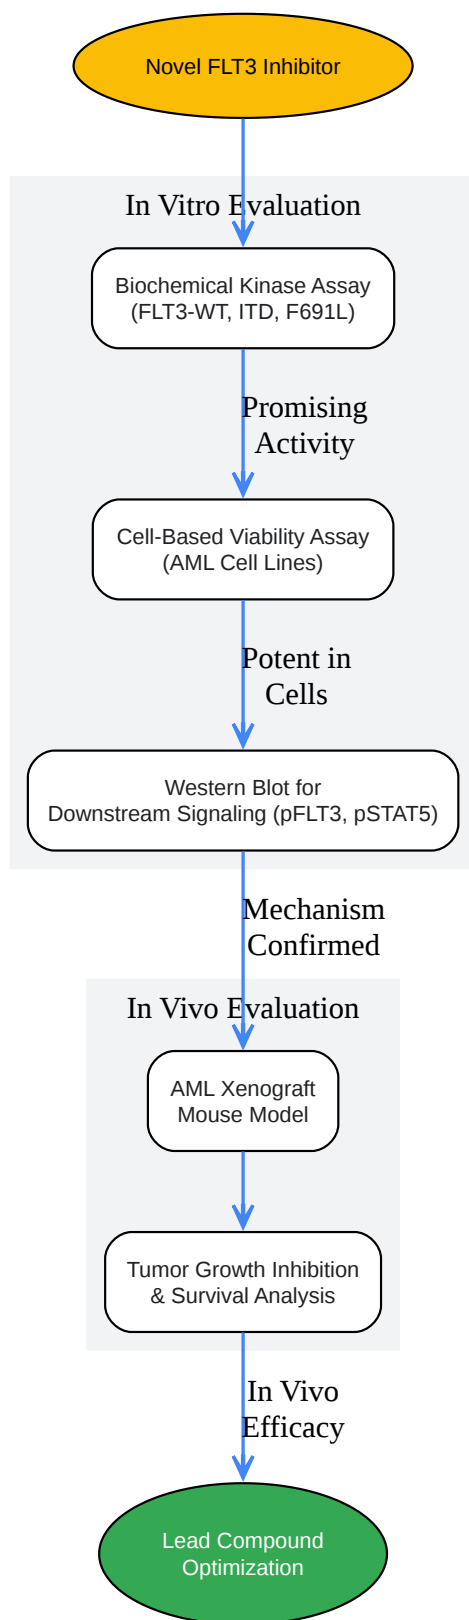 Novel FLT3 Inhibitor
In Vitro Evaluation
Biochemical Kinase Assay
(FLT3-WT, ITD, F691L)
Promising
Activity
Cell-Based Viability Assay
(AML Cell Lines)
Potent in
Cells
Western Blot for
Downstream Signaling (pFLT3, pSTAT5)
Mechanism
Confirmed
In Vivo Evaluation
AML Xenograft
Mouse Model
Tumor Growth Inhibition
& Survival Analysis
In Vivo
Efficacy
Lead Compound
Optimization